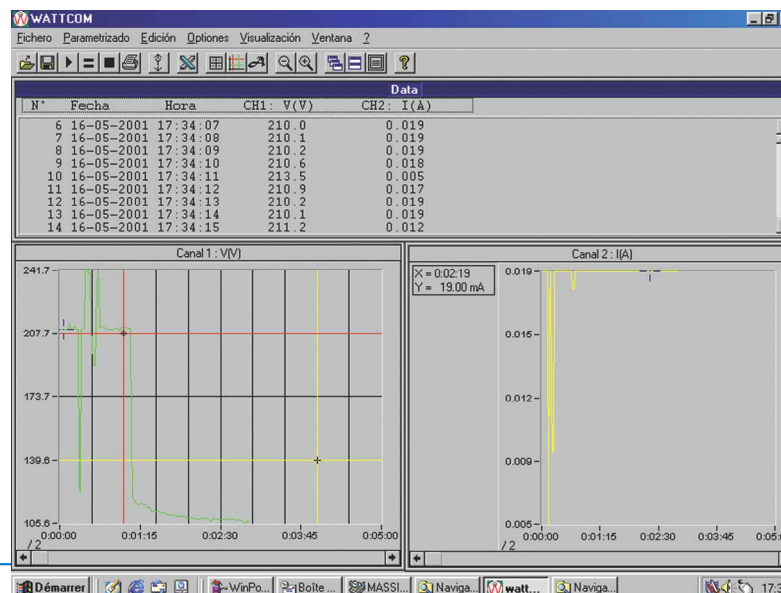 WATTCOM
Fichero Parametrizado Edición Optiones Visualización Ventana ?
Data
N° Fecha Hora CH1: V(V) CH2: I(A)
6 16-05-2001 17:34:07 210.0 0.019
7 16-05-2001 17:34:08 210.1 0.019
8 16-05-2001 17:34:09 210.2 0.019
9 16-05-2001 17:34:10 210.6 0.018
10 16-05-2001 17:34:11 213.5 0.005
11 16-05-2001 17:34:12 210.9 0.017
12 16-05-2001 17:34:13 210.2 0.019
13 16-05-2001 17:34:14 210.1 0.019
14 16-05-2001 17:34:15 211.2 0.012
Canal 1 : V(V)
241.7
207.7
173.7
139.6
105.6
0:00:00 0:01:15 0:02:30 0:03:45 0:05:00
/2
Canal 2 : I(A)
X = 0:02:19
Y = 19.00 mA
0.019
0.015
0.012
0.009
0.005
0:00:00 0:01:15 0:02:30 0:03:45
/2
Démarrer WinPo... Boîte ... MASSI... Naviga... watt... Naviga...